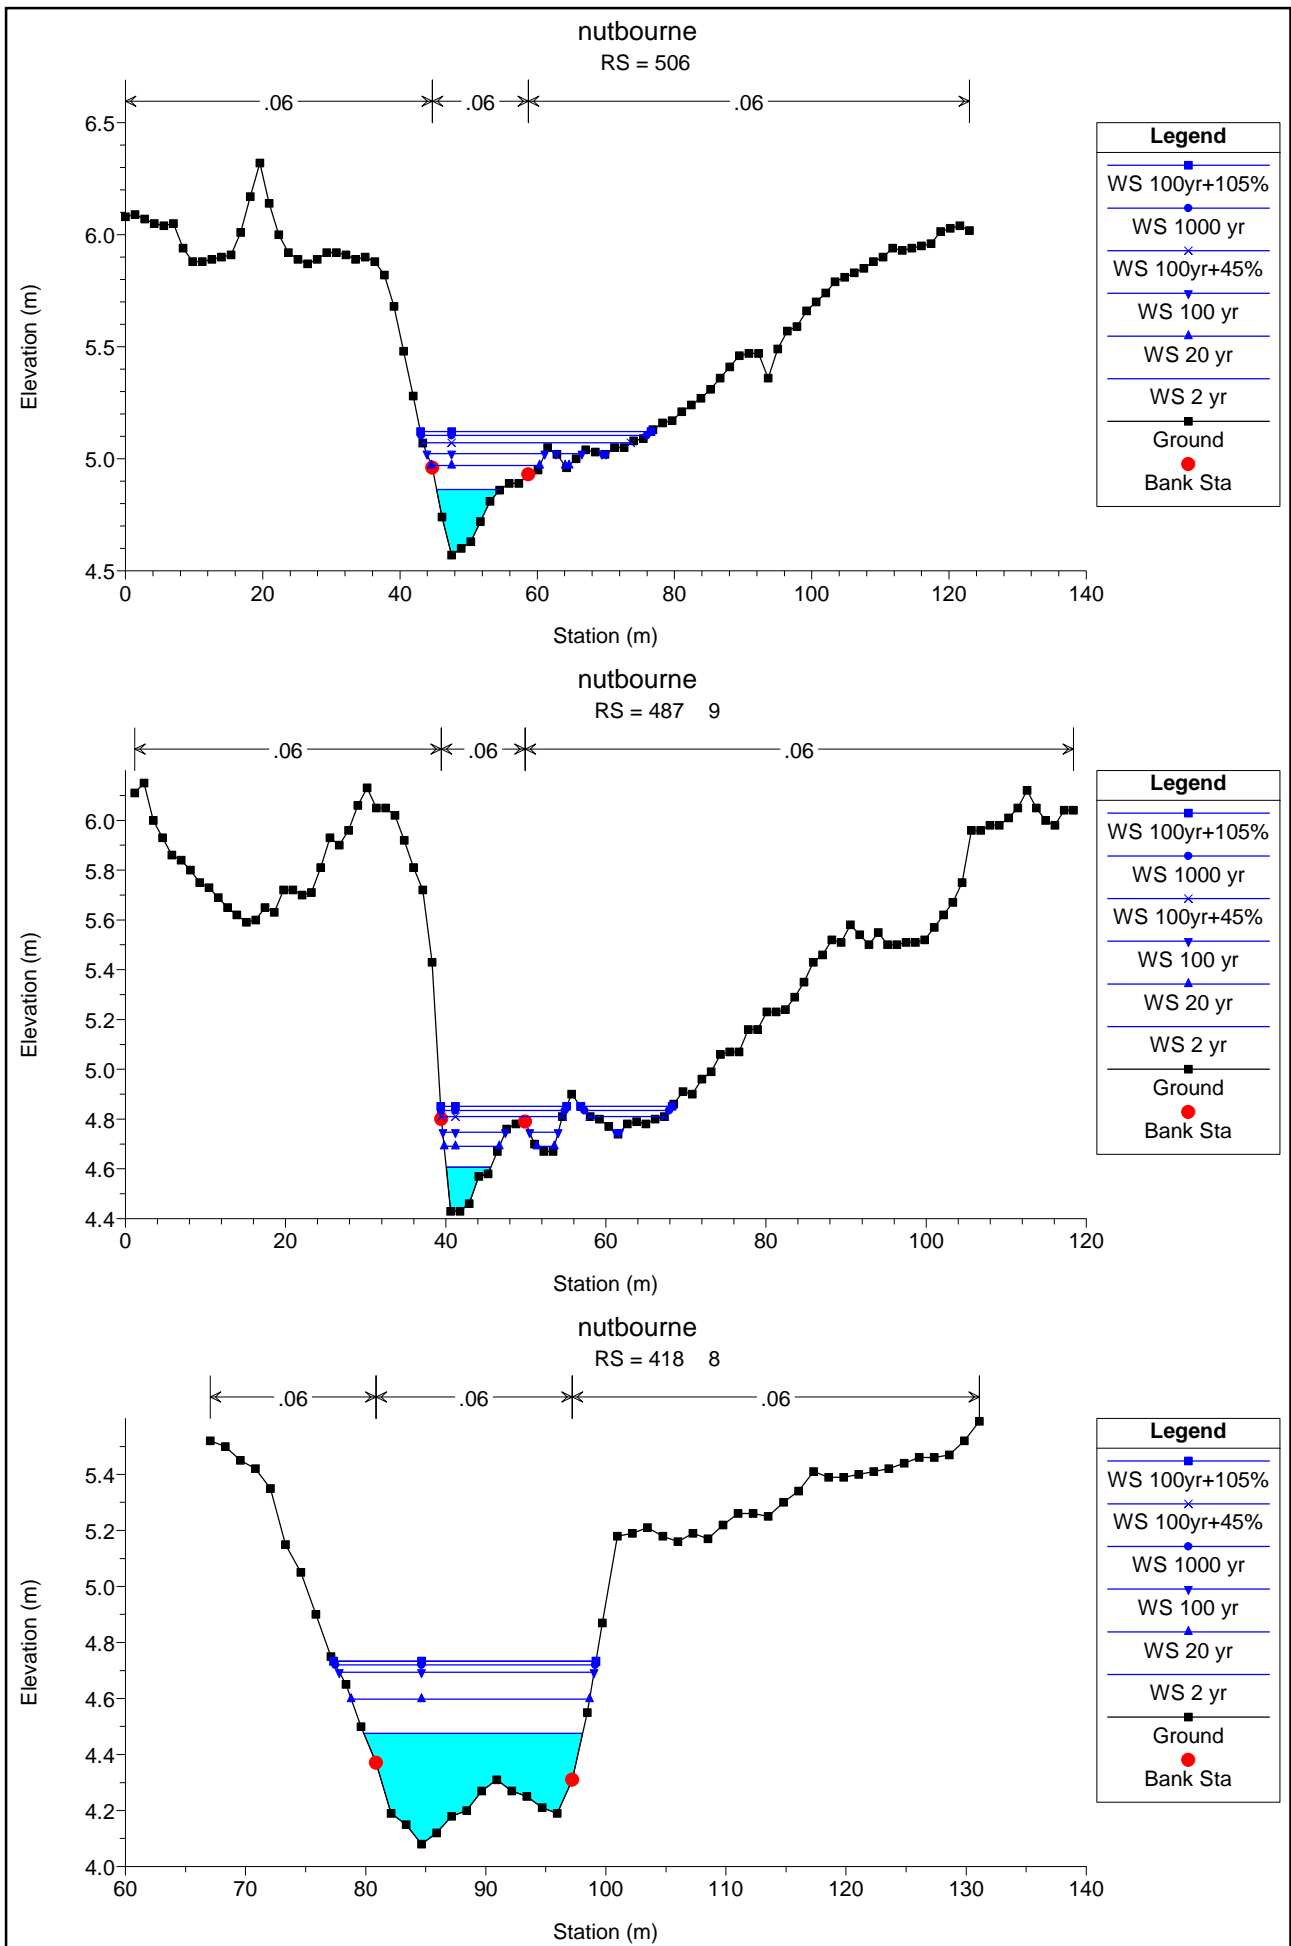 nutbourne
RS = 506
.06 .06 .06
6.5
6.0
5.5
5.0
4.5
0 20 40 60 80 100 120 140
Elevation (m)
Station (m)
Legend
WS 100yr+105%
WS 1000 yr
WS 100yr+45%
WS 100 yr
WS 20 yr
WS 2 yr
Ground
Bank Sta
nutbourne
RS = 487 9
.06 .06 .06
6.0
5.8
5.6
5.4
5.2
5.0
4.8
4.6
4.4
0 20 40 60 80 100 120
Elevation (m)
Station (m)
Legend
WS 100yr+105%
WS 1000 yr
WS 100yr+45%
WS 100 yr
WS 20 yr
WS 2 yr
Ground
Bank Sta
nutbourne
RS = 418 8
.06 .06 .06
5.4
5.2
5.0
4.8
4.6
4.4
4.2
4.0
60 70 80 90 100 110 120 130 140
Elevation (m)
Station (m)
Legend
WS 100yr+105%
WS 100yr+45%
WS 1000 yr
WS 100 yr
WS 20 yr
WS 2 yr
Ground
Bank Sta